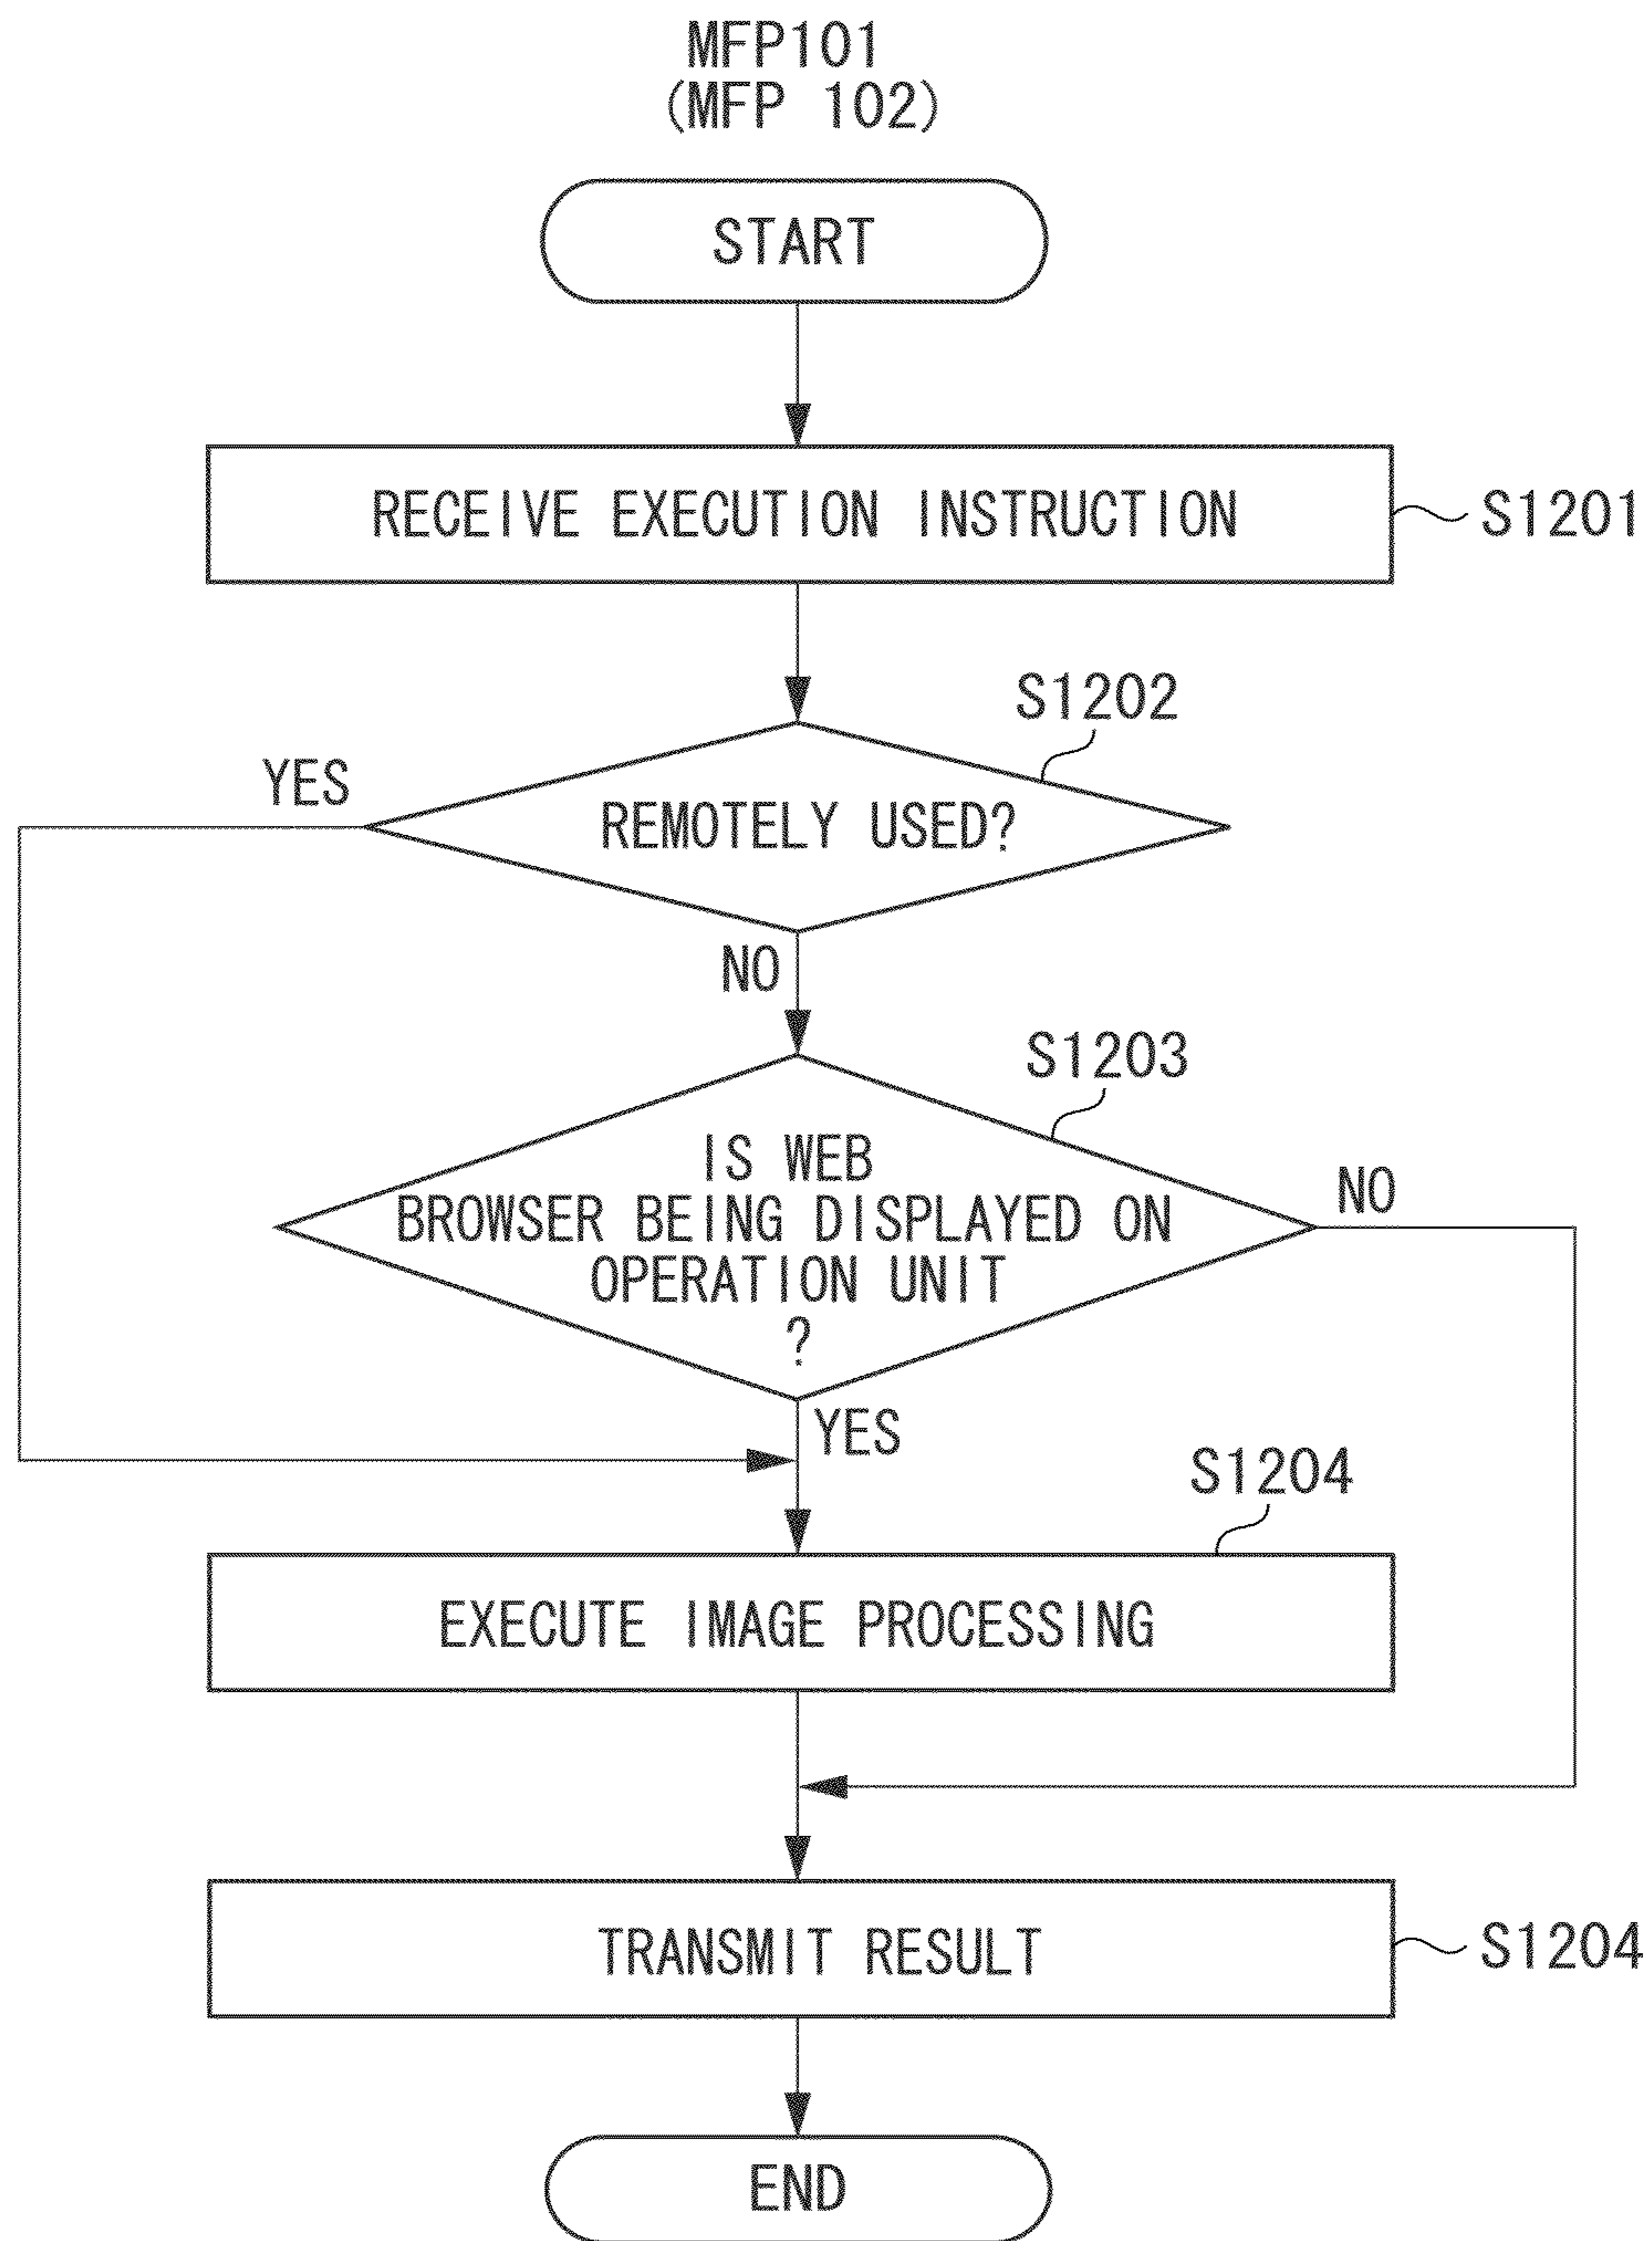 MFP101
(MFP 102)
START
RECEIVE EXECUTION INSTRUCTION
S1201
S1202
YES
REMOTELY USED?
NO
S1203
IS WEB
BROWSER BEING DISPLAYED ON
OPERATION UNIT
?
NO
YES
S1204
EXECUTE IMAGE PROCESSING
TRANSMIT RESULT
S1204
END